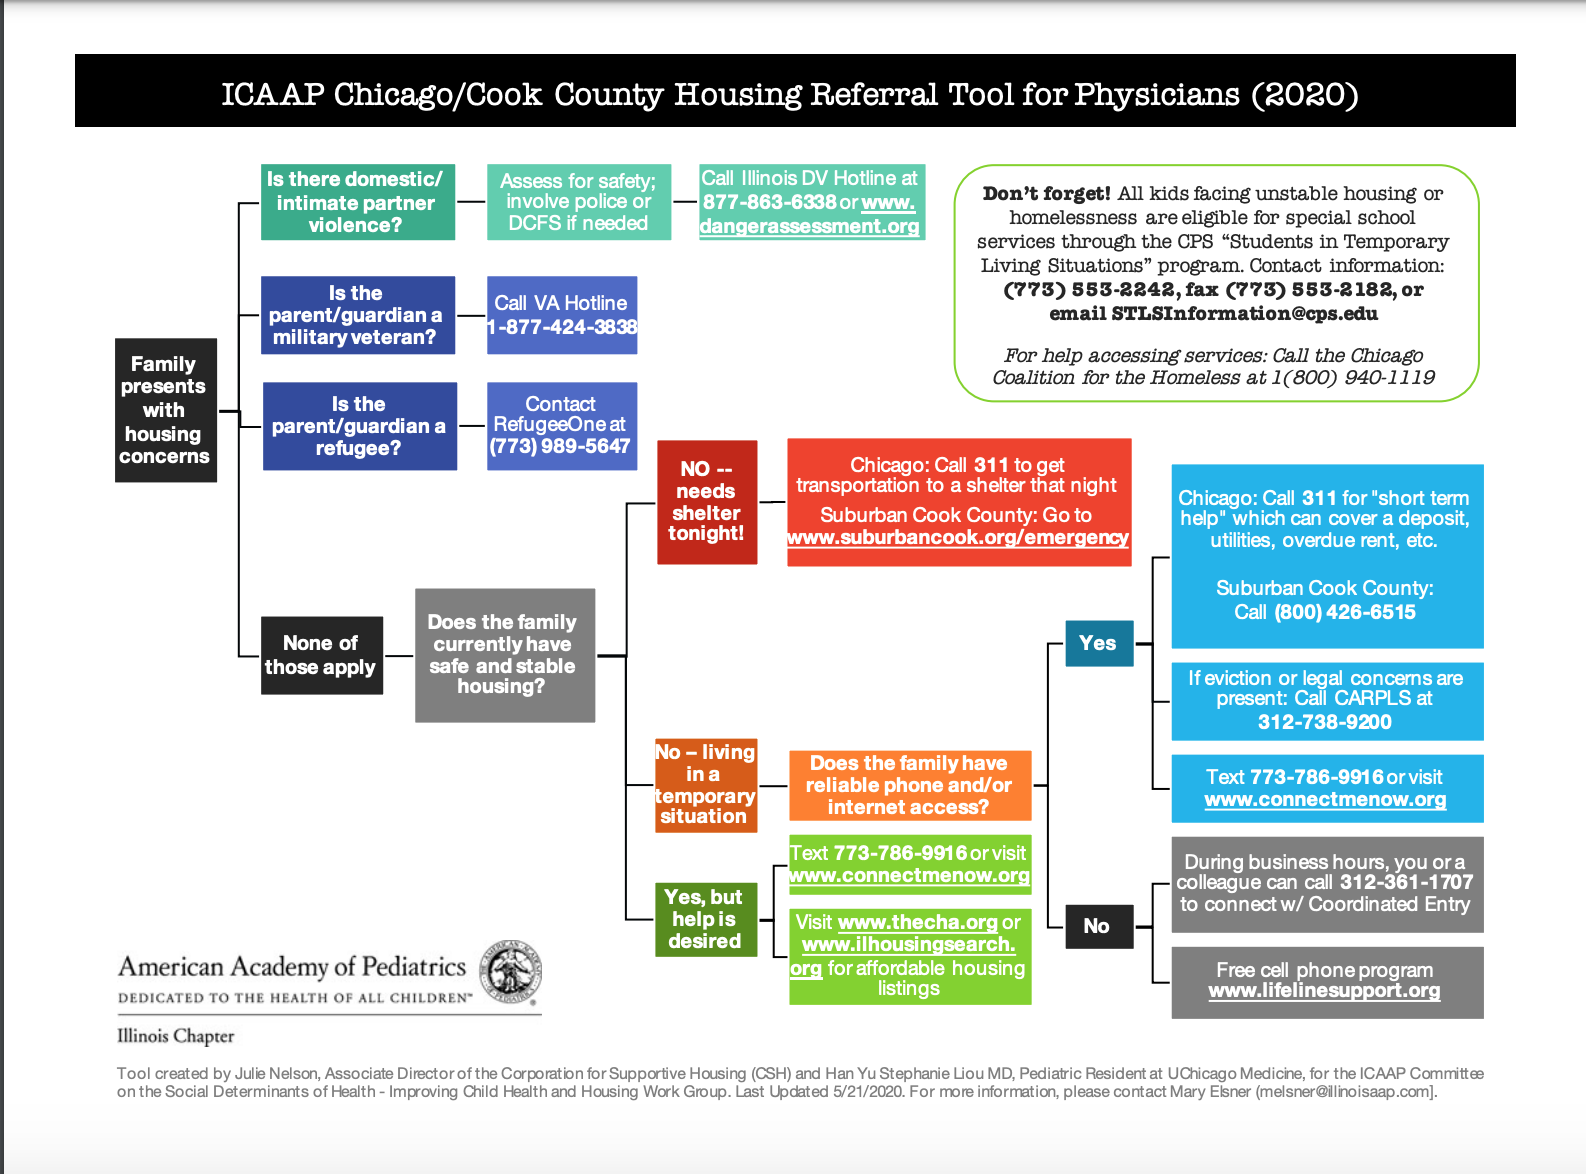 ICAAP Chicago/Cook County Housing Referral Tool for Physicians (2020)
Family
presents
with
housing
concerns
Is there domestic/
intimate partner
violence?
Assess for safety;
involve police or
DCFS if needed
Call Illinois DV Hotline at
877-863-6338 or www.
dangerassessment.org
Is the
parent/guardian a
military veteran?
Call VA Hotline
1-877-424-3838
Is the
parent/guardian a
refugee?
Contact
RefugeeOne at
(773) 989-5647
None of
those apply
Does the family
currently have
safe and stable
housing?
NO --
needs
shelter
tonight!
Chicago: Call 311 to get
transportation to a shelter that night
Suburban Cook County: Go to
www.suburbancook.org/emergency
No – living
in a
temporary
situation
Does the family have
reliable phone and/or
internet access?
Yes
Chicago: Call 311 for "short term
help" which can cover a deposit,
utilities, overdue rent, etc.
Suburban Cook County:
Call (800) 426-6515
If eviction or legal concerns are
present: Call CARPLS at
312-738-9200
Text 773-786-9916 or visit
www.connectmenow.org
No
During business hours, you or a
colleague can call 312-361-1707
to connect w/ Coordinated Entry
Free cell phone program
www.lifelinesupport.org
Yes, but
help is
desired
Text 773-786-9916 or visit
www.connectmenow.org
Visit www.thecha.org or
www.ilhousingsearch.
org for affordable housing
listings
Don't forget! All kids facing unstable housing or
homelessness are eligible for special school
services through the CPS “Students in Temporary
Living Situations” program. Contact information:
(773) 553-2242, fax (773) 553-2182, or
email STLSInformation@cps.edu
For help accessing services: Call the Chicago
Coalition for the Homeless at 1(800) 940-1119
American Academy of Pediatrics
DEDICATED TO THE HEALTH OF ALL CHILDREN™
Illinois Chapter
Tool created by Julie Nelson, Associate Director of the Corporation for Supportive Housing (CSH) and Han Yu Stephanie Liou MD, Pediatric Resident at UChicago Medicine, for the ICAAP Committee
on the Social Determinants of Health - Improving Child Health and Housing Work Group. Last Updated 5/21/2020. For more information, please contact Mary Elsner (melsner@illinoisaap.com].